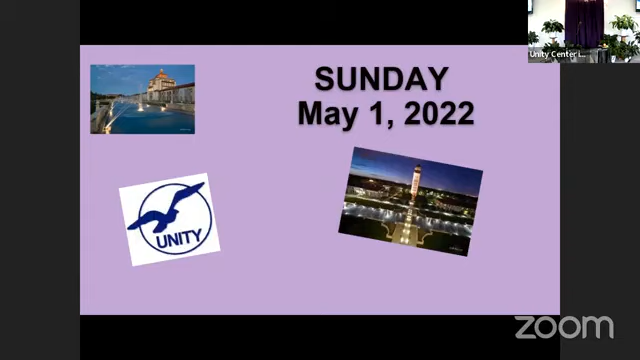 Unity Center i...
SUNDAY
May 1, 2022
UNITY
zoom